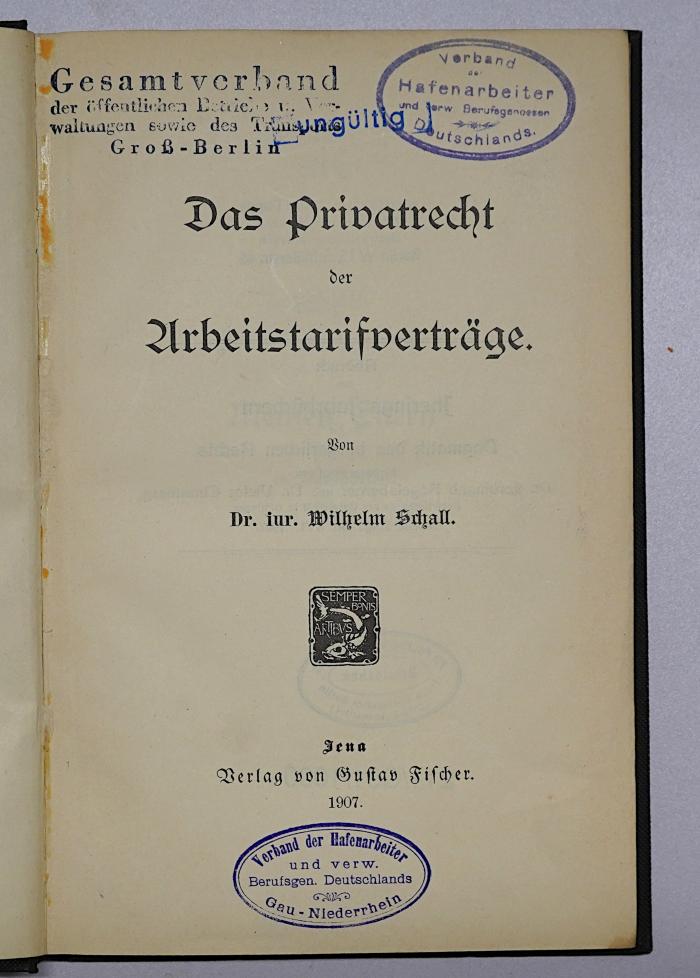 Gesamtverband
der öffentlichen Betriebe u. Ver-
waltungen sowie des
Groß-Berlin
ungültig
Verband
der
Hafenarbeiter
und verw. Berufsgenossen
Deutschlands.
Das Privatrecht
der
Arbeitstarifverträge.
Von
Dr. iur. Wilhelm Schall.
SEMPER
BONIS
ARTIBVS
Jena
Verlag von Gustav Fischer.
1907.
Verband der Hafenarbeiter
und verw.
Berufsgen. Deutschlands
Gau-Niederrhein